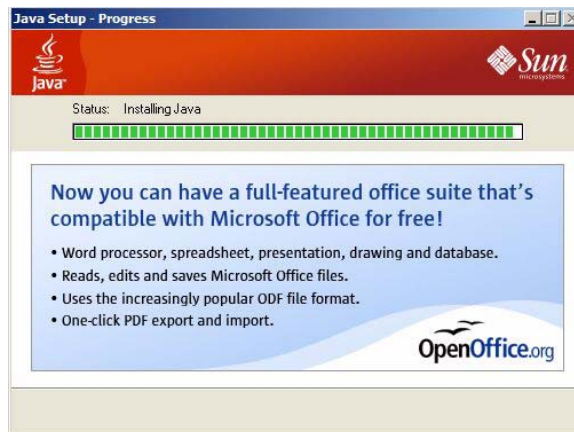 Java Setup - Progress
Java
Sun
microsystems
Status: Installing Java
Now you can have a full-featured office suite that's
compatible with Microsoft Office for free!
• Word processor, spreadsheet, presentation, drawing and database.
• Reads, edits and saves Microsoft Office files.
• Uses the increasingly popular ODF file format.
• One-click PDF export and import.
OpenOffice.org